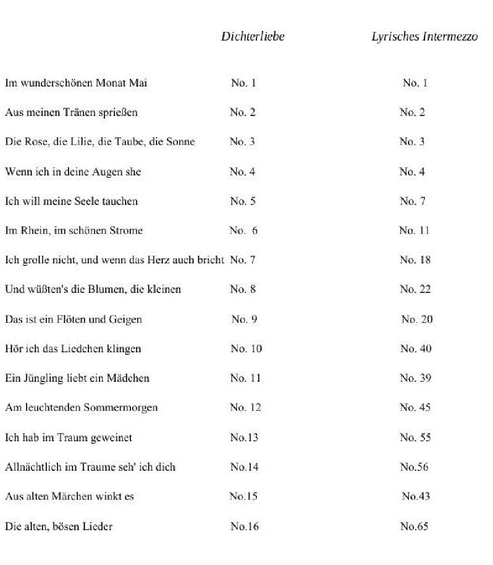 Dichterliebe Lyrisches Intermezzo
Im wunderschönen Monat Mai No. 1 No. 1
Aus meinen Tränen sprießen No. 2 No. 2
Die Rose, die Lilie, die Taube, die Sonne No. 3 No. 3
Wenn ich in deine Augen she No. 4 No. 4
Ich will meine Seele tauchen No. 5 No. 7
Im Rhein, im schönen Strome No. 6 No. 11
Ich grolle nicht, und wenn das Herz auch bricht No. 7 No. 18
Und wüßten's die Blumen, die kleinen No. 8 No. 22
Das ist ein Flöten und Geigen No. 9 No. 20
Hör ich das Liedchen klingen No. 10 No. 40
Ein Jüngling liebt ein Mädchen No. 11 No. 39
Am leuchtenden Sommermorgen No. 12 No. 45
Ich hab im Traum geweinet No.13 No. 55
Allnächtlich im Traume seh' ich dich No.14 No.56
Aus alten Märchen winkt es No.15 No.43
Die alten, bösen Lieder No.16 No.65